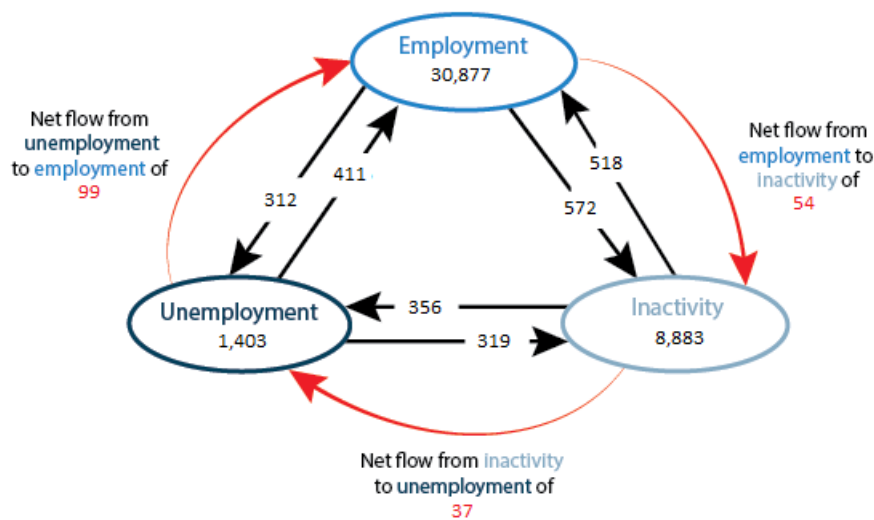 Employment
30,877
Net flow from
unemployment
to employment of
99
Net flow from
employment to
inactivity of
54
312
411
518
572
Unemployment
1,403
356
319
Inactivity
8,883
Net flow from inactivity
to unemployment of
37